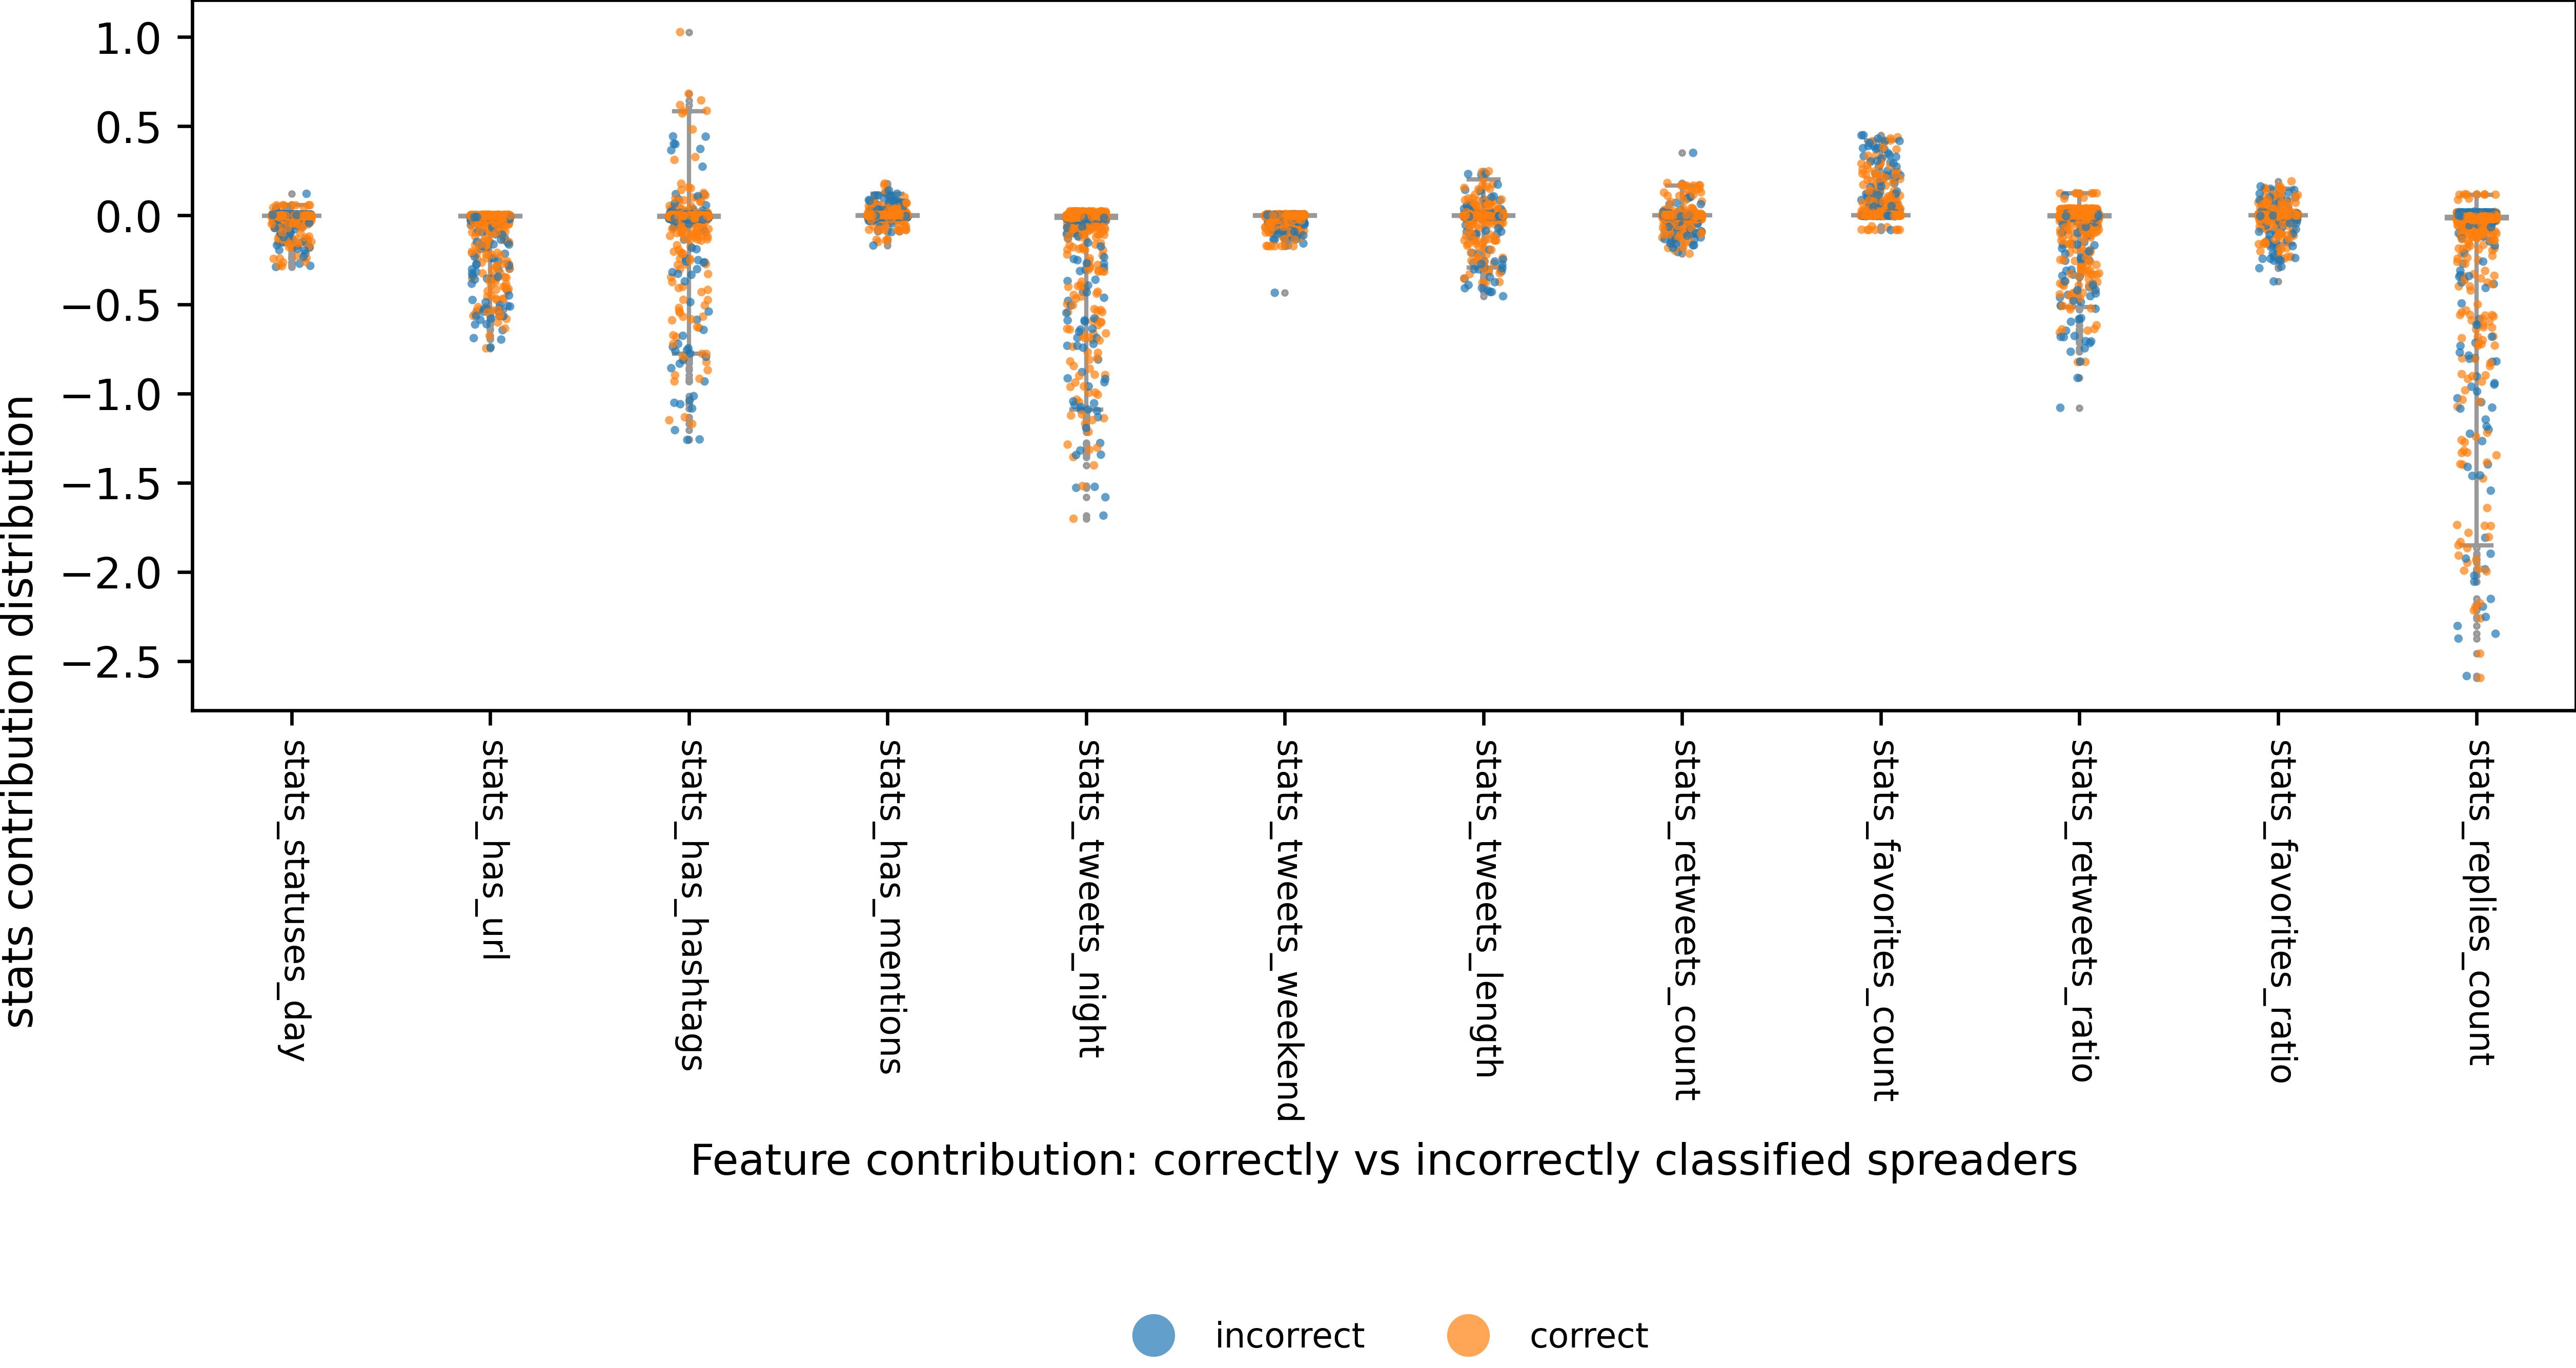 1.0
0.5
0.0
−0.5
−1.0
−1.5
−2.0
−2.5
stats contribution distribution
stats_statuses_day
stats_has_url
stats_has_hashtags
stats_has_mentions
stats_tweets_night
stats_tweets_weekend
stats_tweets_length
stats_retweets_count
stats_favorites_count
stats_retweets_ratio
stats_favorites_ratio
stats_replies_count
Feature contribution: correctly vs incorrectly classified spreaders
incorrect
correct